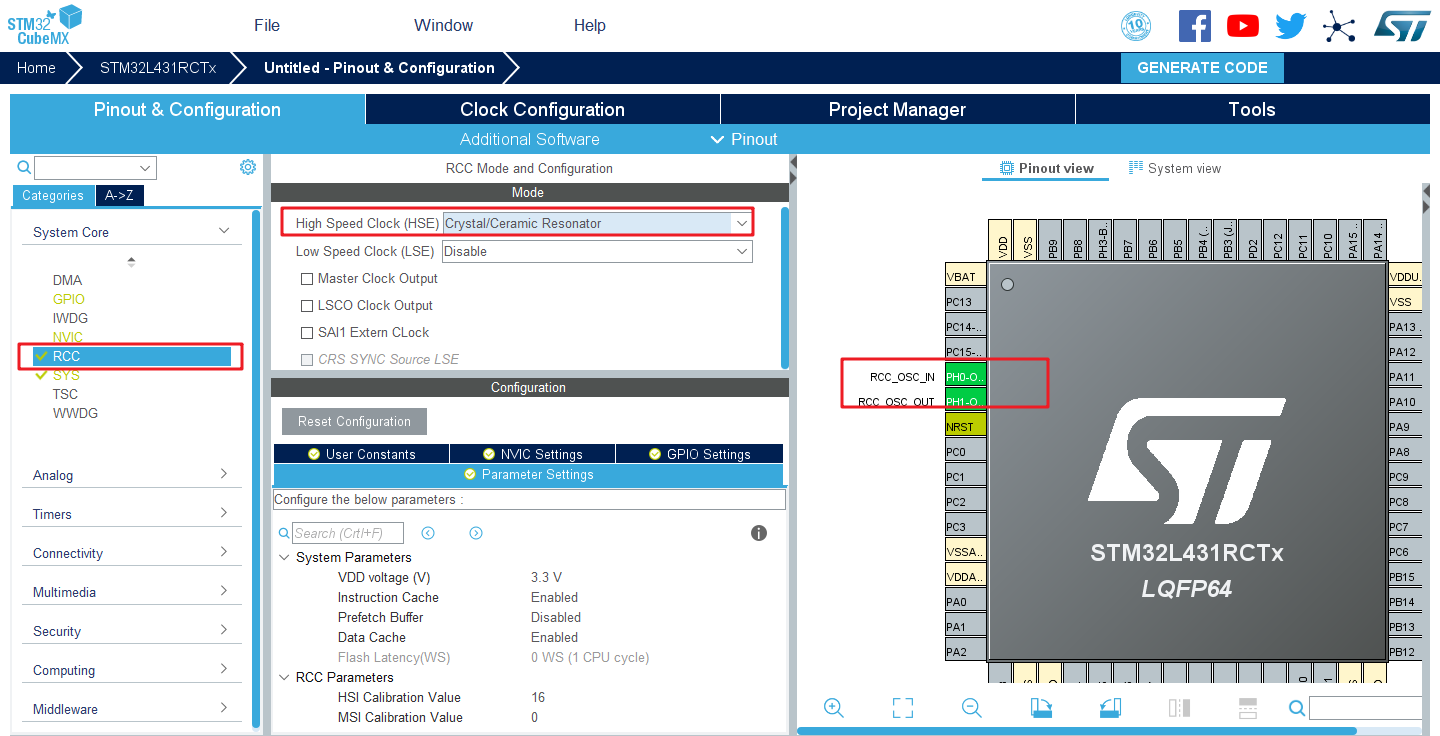 STM32
CubeMX
File
Window
Help
10
Home
STM32L431RCTx
Untitled - Pinout & Configuration
GENERATE CODE
Pinout & Configuration
Clock Configuration
Project Manager
Tools
Additional Software
Pinout
Categories
A->Z
System Core
DMA
GPIO
IWDG
NVIC
RCC
SYS
TSC
WWDG
Analog
Timers
Connectivity
Multimedia
Security
Computing
Middleware
RCC Mode and Configuration
Mode
High Speed Clock (HSE) Crystal/Ceramic Resonator
Low Speed Clock (LSE) Disable
Master Clock Output
LSCO Clock Output
SAI1 Extern CLock
CRS SYNC Source LSE
Configuration
Reset Configuration
User Constants
NVIC Settings
GPIO Settings
Parameter Settings
Configure the below parameters :
Search (Crtl+F)
System Parameters
VDD voltage (V) 3.3 V
Instruction Cache Enabled
Prefetch Buffer Disabled
Data Cache Enabled
Flash Latency(WS) 0 WS (1 CPU cycle)
RCC Parameters
HSI Calibration Value 16
MSI Calibration Value 0
Pinout view
System view
VDD
VSS
PB9
PB8
PH3-B..
PB7
PB6
PB5
PB4 (..
PB3 (J..
PD2
PC12
PC11
PC10
PA15 ..
PA14 ..
VBAT
PC13
PC14-..
PC15-..
RCC_OSC_IN PH0-O..
RCC_OSC_OUT PH1-O..
NRST
PC0
PC1
PC2
PC3
VSSA..
VDDA..
PA0
PA1
PA2
VDDU..
VSS
PA13 ..
PA12
PA11
PA10
PA9
PA8
PC9
PC8
PC7
PC6
PB15
PB14
PB13
PB12
STM32L431RCTx
LQFP64